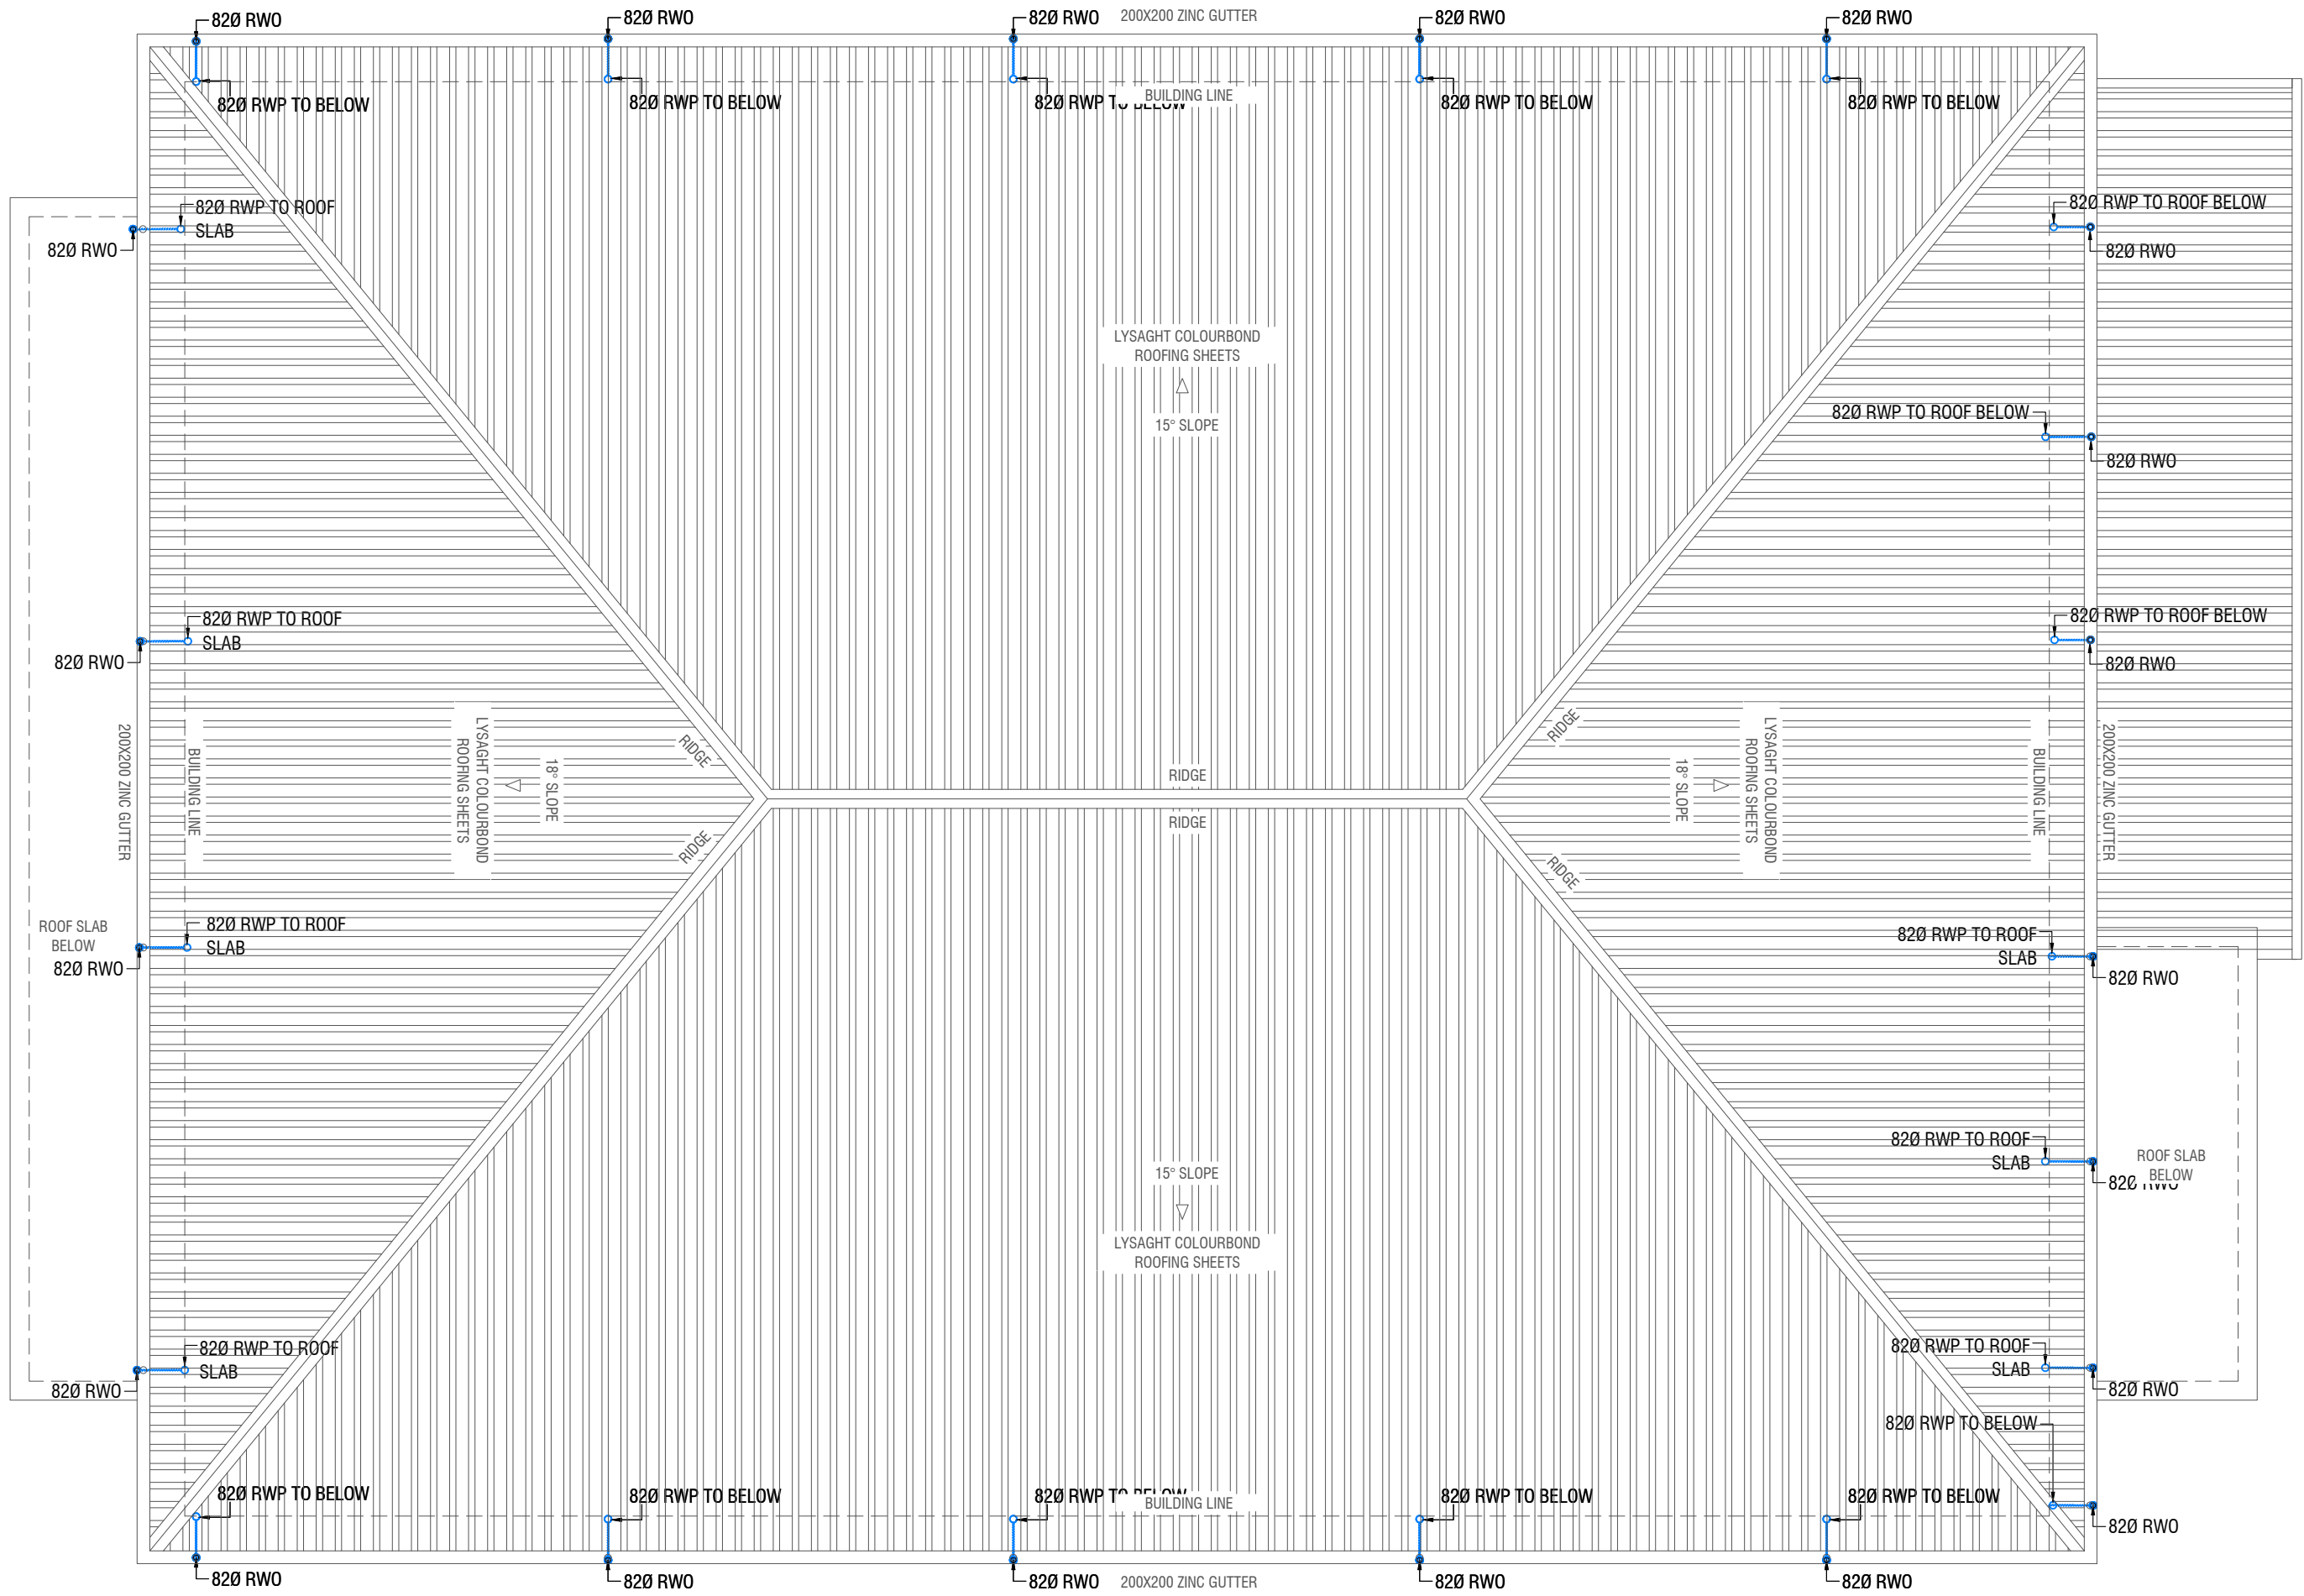 82Ø RWO
82Ø RWO
82Ø RWO
200X200 ZINC GUTTER
82Ø RWO
82Ø RWO
82Ø RWP TO BELOW
82Ø RWP TO BELOW
82Ø RWP TO BELOW
BUILDING LINE
82Ø RWP TO BELOW
82Ø RWP TO BELOW
82Ø RWP TO ROOF
SLAB
82Ø RWO
82Ø RWP TO ROOF BELOW
82Ø RWO
LYSAGHT COLOURBOND
ROOFING SHEETS
15° SLOPE
82Ø RWP TO ROOF BELOW
82Ø RWO
82Ø RWP TO ROOF
SLAB
82Ø RWO
82Ø RWP TO ROOF BELOW
82Ø RWO
200X200 ZINC GUTTER
BUILDING LINE
LYSAGHT COLOURBOND
ROOFING SHEETS
18° SLOPE
RIDGE
RIDGE
RIDGE
RIDGE
RIDGE
RIDGE
18° SLOPE
LYSAGHT COLOURBOND
ROOFING SHEETS
BUILDING LINE
200X200 ZINC GUTTER
ROOF SLAB
BELOW
82Ø RWP TO ROOF
SLAB
82Ø RWO
82Ø RWP TO ROOF
SLAB
82Ø RWO
15° SLOPE
LYSAGHT COLOURBOND
ROOFING SHEETS
82Ø RWP TO ROOF
SLAB
82Ø RWO
ROOF SLAB
BELOW
82Ø RWP TO ROOF
SLAB
82Ø RWO
82Ø RWP TO ROOF
SLAB
82Ø RWO
82Ø RWP TO BELOW
82Ø RWO
82Ø RWP TO BELOW
82Ø RWP TO BELOW
82Ø RWP TO BELOW
BUILDING LINE
82Ø RWP TO BELOW
82Ø RWP TO BELOW
82Ø RWO
82Ø RWO
82Ø RWO
200X200 ZINC GUTTER
82Ø RWO
82Ø RWO